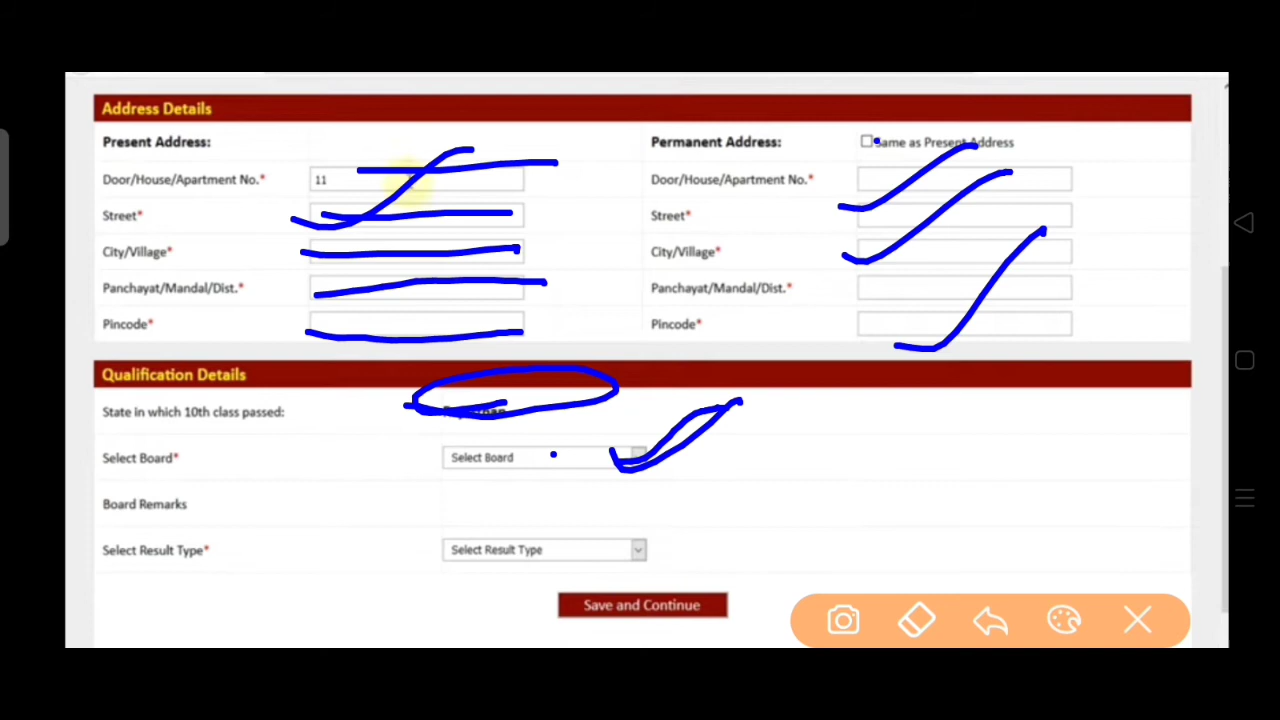 Address Details
Present Address: Permanent Address: Same as Present Address
Door/House/Apartment No.* 11 Door/House/Apartment No.*
Street* Street*
City/Village* City/Village*
Panchayat/Mandal/Dist.* Panchayat/Mandal/Dist.*
Pincode* Pincode*
Qualification Details
State in which 10th class passed:
Select Board* Select Board
Board Remarks
Select Result Type* Select Result Type
Save and Continue